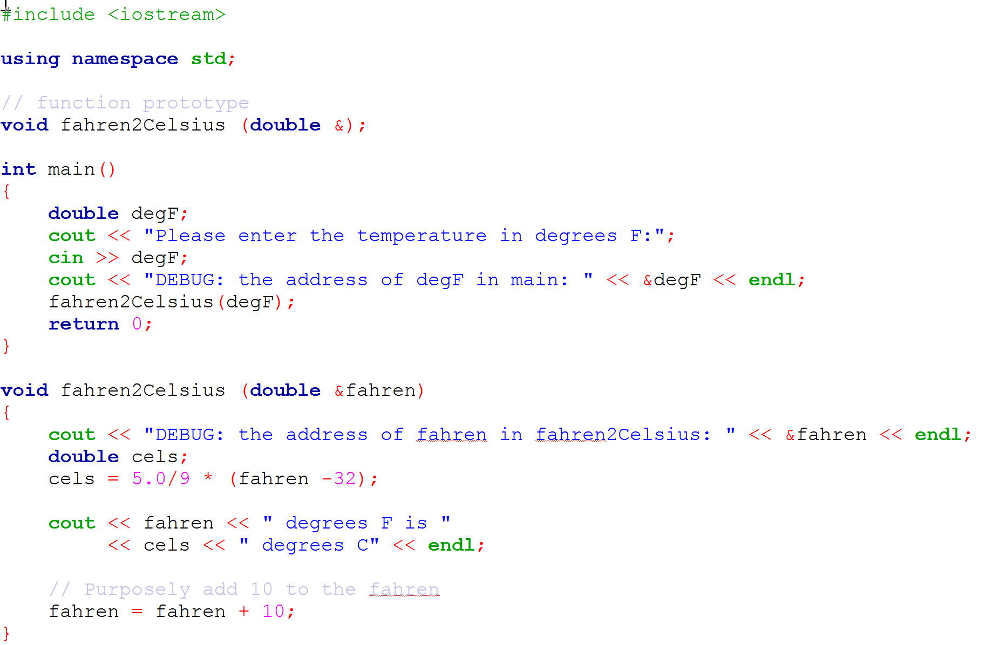 #include <iostream>
using namespace std;
// function prototype
void fahren2Celsius (double &);
int main()
{
    double degF;
    cout << "Please enter the temperature in degrees F:";
    cin >> degF;
    cout << "DEBUG: the address of degF in main: " << &degF << endl;
    fahren2Celsius(degF);
    return 0;
}
void fahren2Celsius (double &fahren)
{
    cout << "DEBUG: the address of fahren in fahren2Celsius: " << &fahren << endl;
    double cels;
    cels = 5.0/9 * (fahren -32);
    cout << fahren << " degrees F is "
         << cels << " degrees C" << endl;
    // Purposely add 10 to the fahren
    fahren = fahren + 10;
}